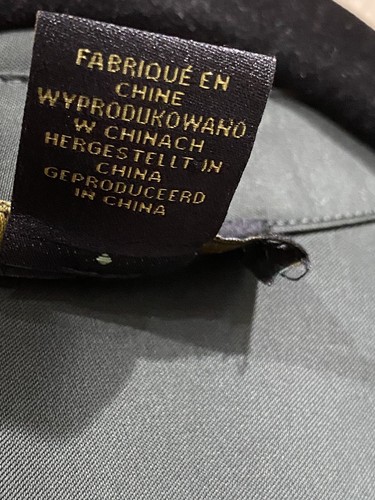 FABRIQUÉ EN
CHINE
WYPRODUKOWANO
W CHINACH
HERGESTELLT IN
CHINA
GEPRODUCEERD
IN CHINA